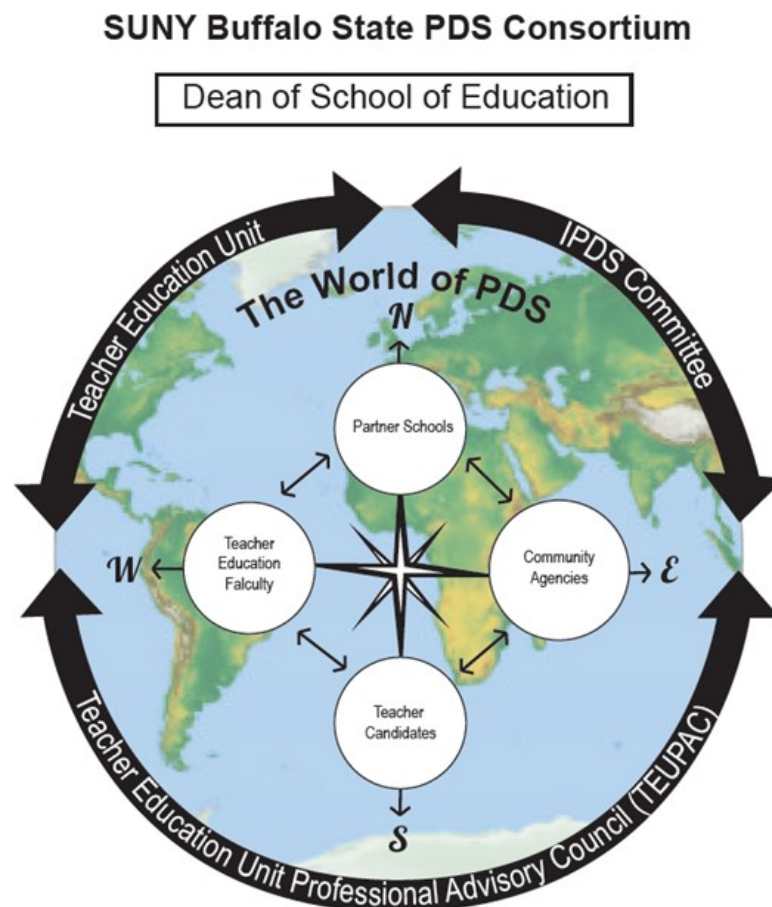 SUNY Buffalo State PDS Consortium
Dean of School of Education
Teacher Education Unit
IPDS Committee
The World of PDS
N
Partner Schools
Teacher
Education
Falculty
W
Community
Agencies
E
Teacher
Candidates
S
Teacher Education Unit Professional Advisory Council (TEUPAC)